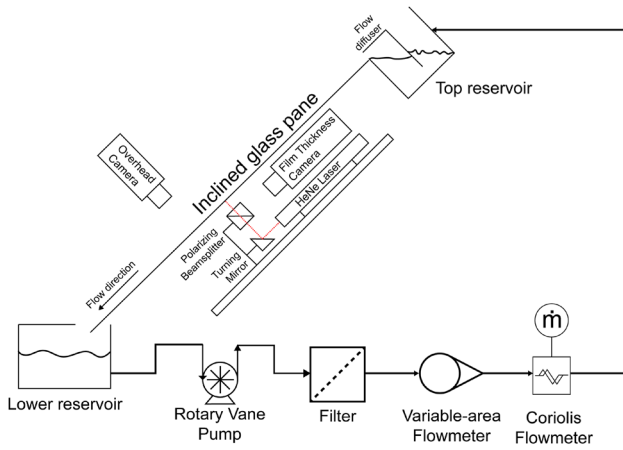 Flow
diffuser
Top reservoir
Inclined glass pane
Film Thickness
Camera
HeNe Laser
Overhead
Camera
Polarizing
Beamsplitter
Turning
Mirror
Flow direction
Lower reservoir
Rotary Vane
Pump
Filter
Variable-area
Flowmeter
ṁ
Coriolis
Flowmeter